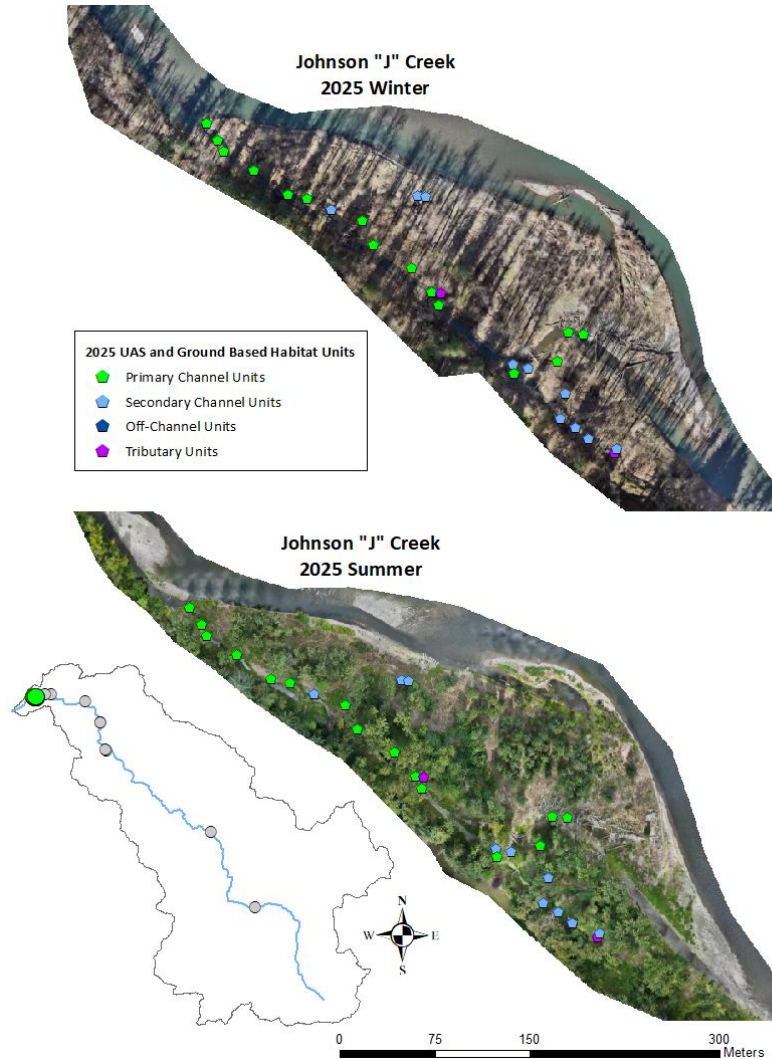 Johnson "J" Creek
2025 Winter
2025 UAS and Ground Based Habitat Units
Primary Channel Units
Secondary Channel Units
Off-Channel Units
Tributary Units
Johnson "J" Creek
2025 Summer
N
W E
S
0 75 150 300
Meters